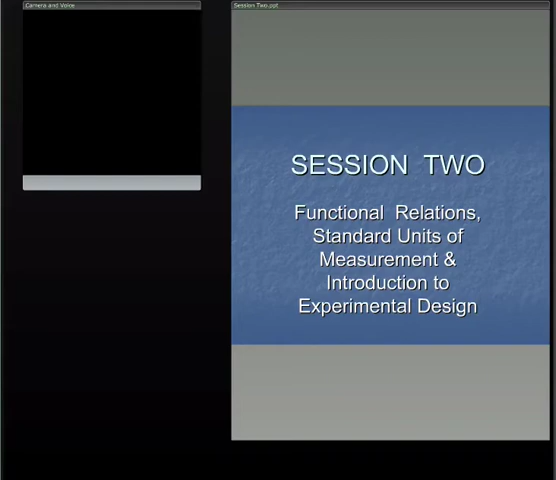 Camera and Voice
Session Two.ppt
SESSION TWO
Functional Relations,
Standard Units of
Measurement &
Introduction to
Experimental Design